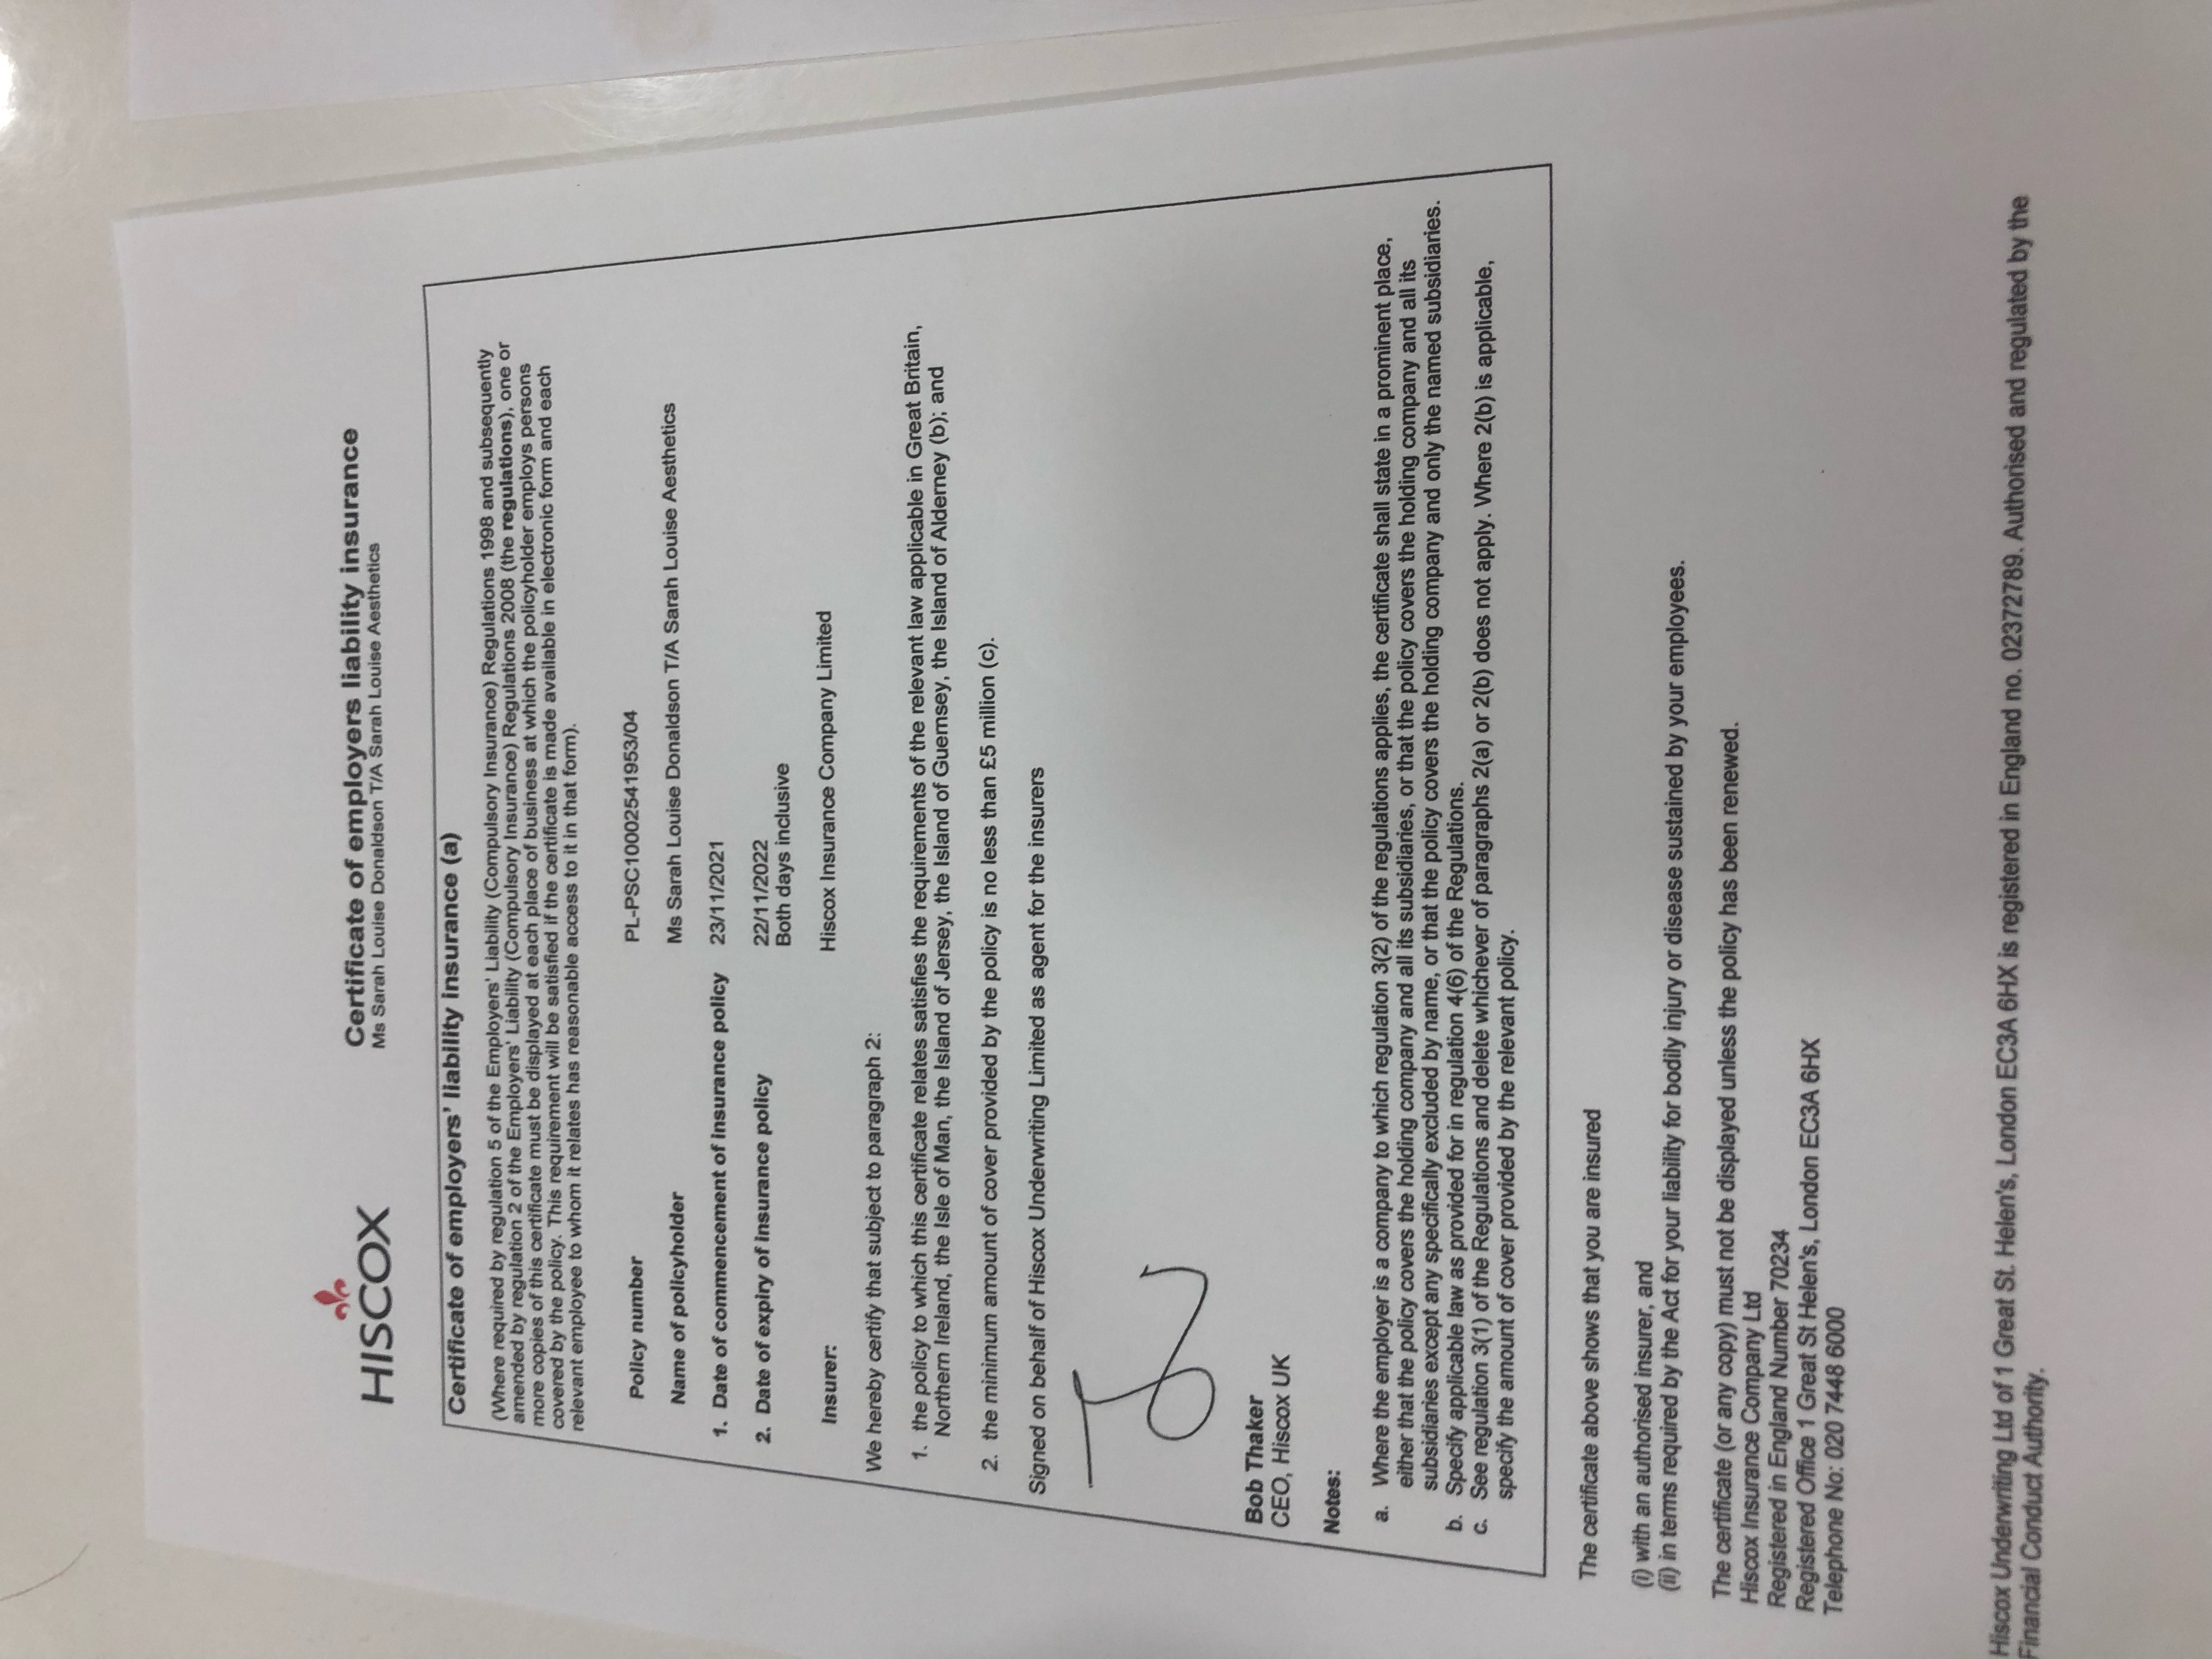 HISCOX
Certificate of employers liability insurance
Ms Sarah Louise Donaldson T/A Sarah Louise Aesthetics
Certificate of employers' liability insurance (a)
(Where required by regulation 5 of the Employers' Liability (Compulsory Insurance) Regulations 1998 and subsequently
amended by regulation 2 of the Employers' Liability (Compulsory Insurance) Regulations 2008 (the regulations), one or
more copies of this certificate must be displayed at each place of business at which the policyholder employs persons
covered by the policy. This requirement will be satisfied if the certificate is made available in electronic form and each
relevant employee to whom it relates has reasonable access to it in that form).
Policy number PL-PSC10002541953/04
Name of policyholder Ms Sarah Louise Donaldson T/A Sarah Louise Aesthetics
1. Date of commencement of insurance policy 23/11/2021
2. Date of expiry of insurance policy 22/11/2022
Both days inclusive
Insurer: Hiscox Insurance Company Limited
We hereby certify that subject to paragraph 2:
1. the policy to which this certificate relates satisfies the requirements of the relevant law applicable in Great Britain,
Northern Ireland, the Isle of Man, the Island of Jersey, the Island of Guernsey, the Island of Alderney (b); and
2. the minimum amount of cover provided by the policy is no less than £5 million (c).
Signed on behalf of Hiscox Underwriting Limited as agent for the insurers
Bob Thaker
CEO, Hiscox UK
Notes:
a. Where the employer is a company to which regulation 3(2) of the regulations applies, the certificate shall state in a prominent place,
either that the policy covers the holding company and all its subsidiaries, or that the policy covers the holding company and all its
subsidiaries except any specifically excluded by name, or that the policy covers the holding company and only the named subsidiaries.
b. Specify applicable law as provided for in regulation 4(6) of the Regulations.
c. See regulation 3(1) of the Regulations and delete whichever of paragraphs 2(a) or 2(b) does not apply. Where 2(b) is applicable,
specify the amount of cover provided by the relevant policy.
The certificate above shows that you are insured
(i) with an authorised insurer, and
(ii) in terms required by the Act for your liability for bodily injury or disease sustained by your employees.
The certificate (or any copy) must not be displayed unless the policy has been renewed.
Hiscox Insurance Company Ltd
Registered in England Number 70234
Registered Office 1 Great St Helen's, London EC3A 6HX
Telephone No: 020 7448 6000
Hiscox Underwriting Ltd of 1 Great St. Helen's, London EC3A 6HX is registered in England no. 02372789. Authorised and regulated by the
Financial Conduct Authority.